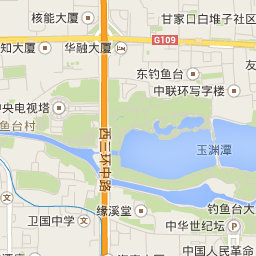 核能大厦
甘家口白堆子社区
知大厦
华融大厦
G109
友
东钓鱼台
中联环写字楼
中央电视塔
鱼台村
西三环中路
玉渊潭
缘溪堂
钓鱼台大
卫国中学
中华世纪坛
中国人民革命